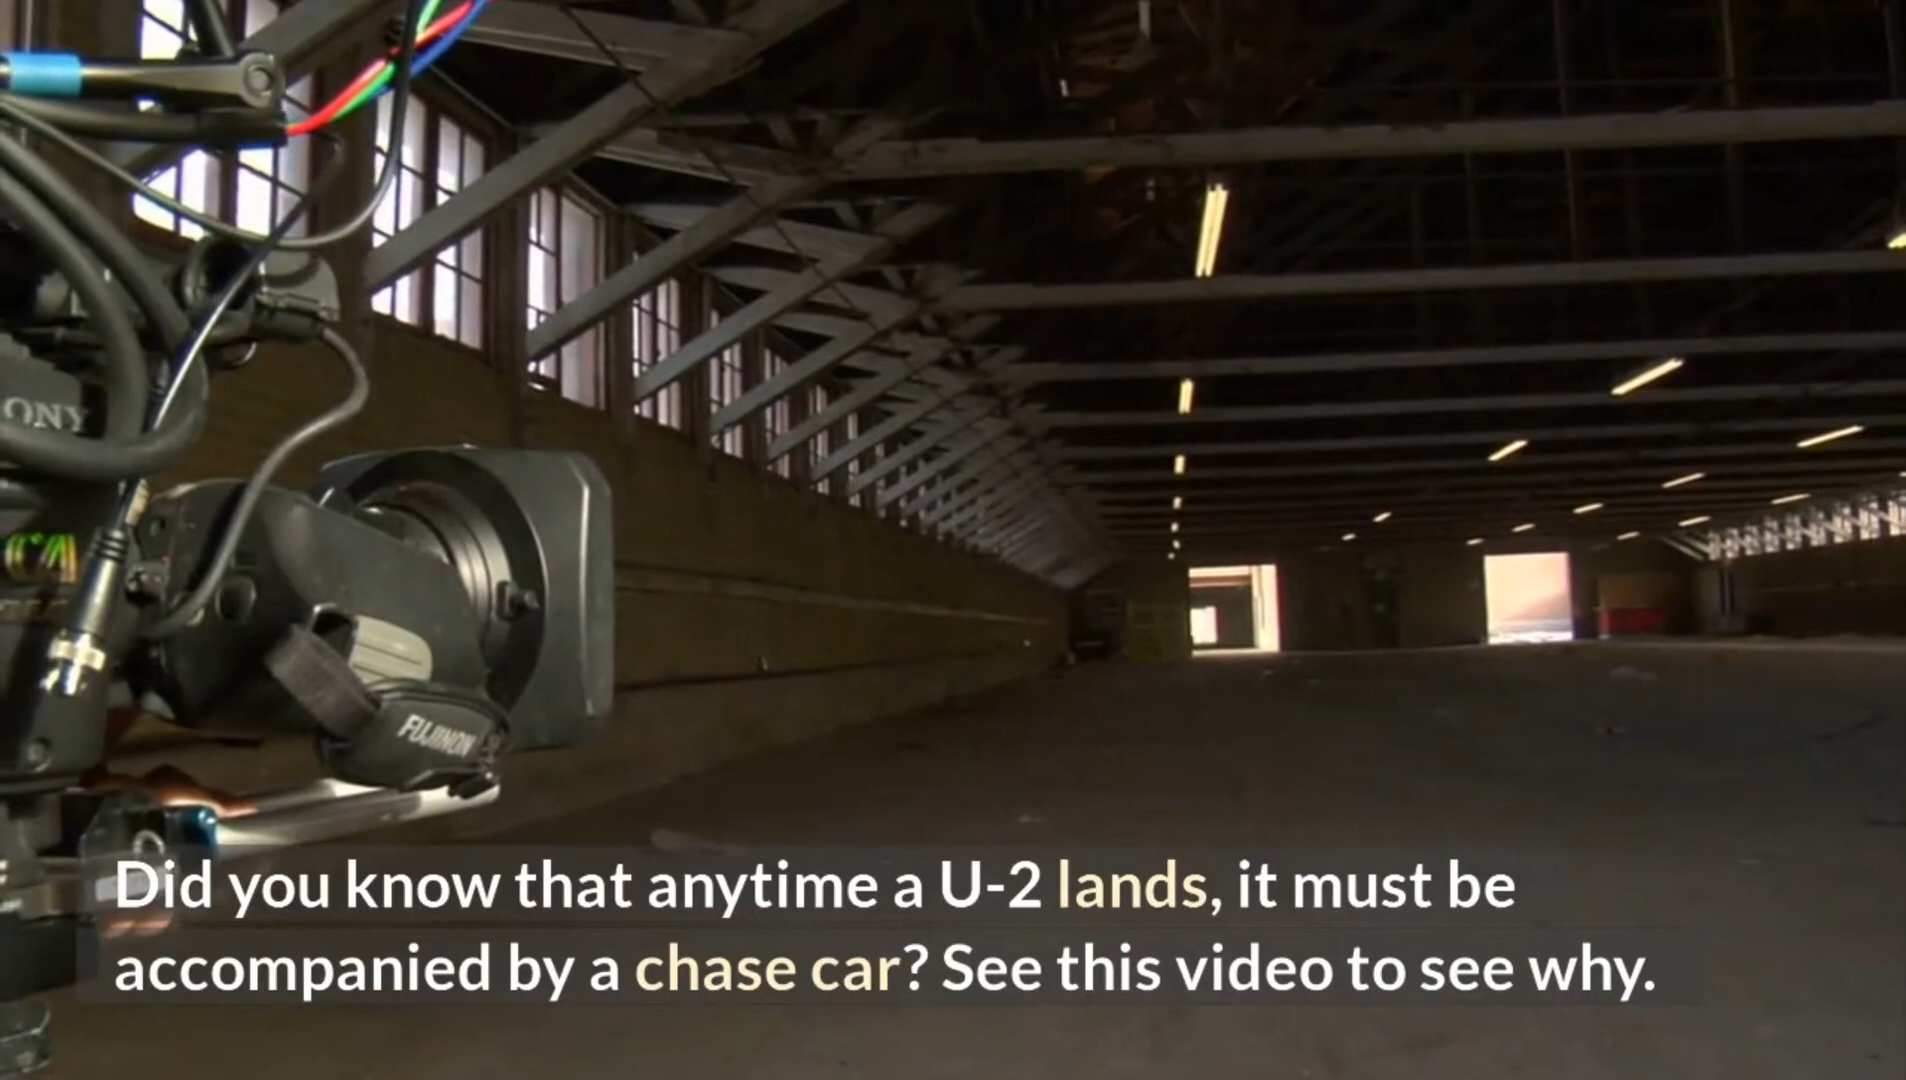 ONY
CA
FUJINON
Did you know that anytime a U-2 lands, it must be
accompanied by a chase car? See this video to see why.